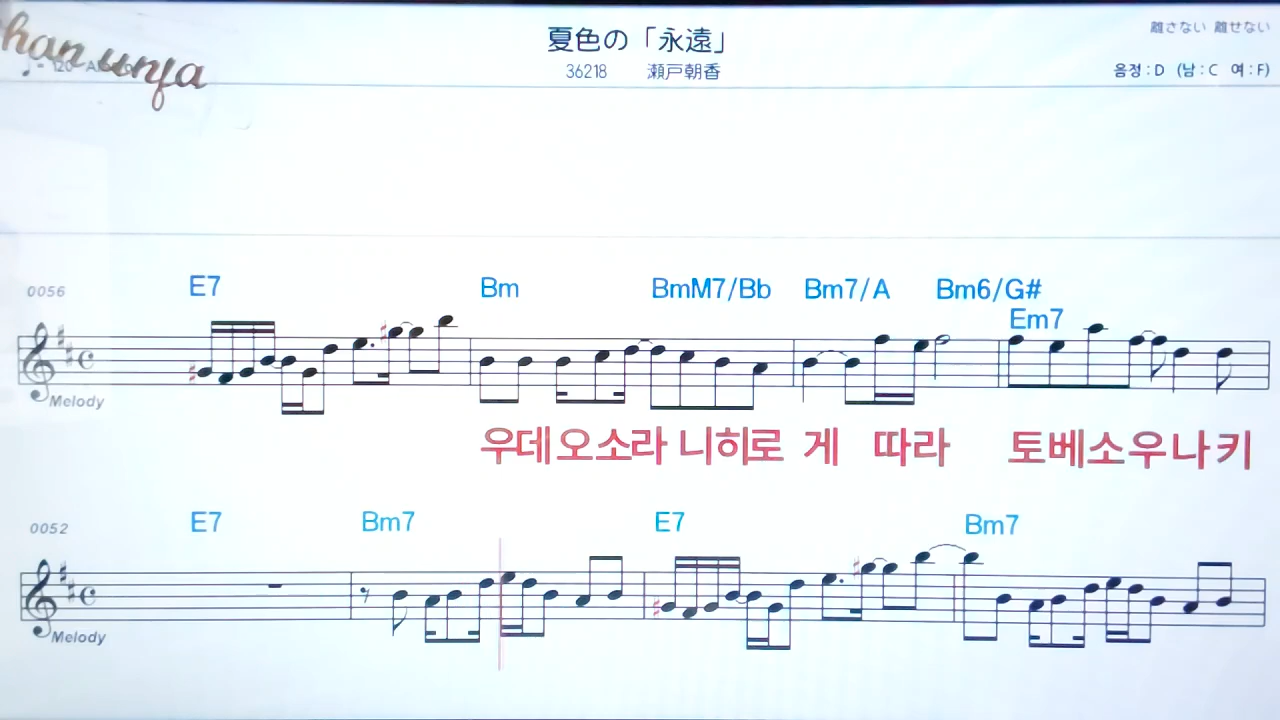 han unja
夏色の「永遠」
離さない 離せない
36218 瀬戸朝香
음정 : D (남 : C 여 : F)
0056
E7 Bm BmM7/Bb Bm7/A Bm6/G# Em7
Melody
우데 오소라 니히로 게 따라 토베소우나키
0052
E7 Bm7 E7 Bm7
Melody